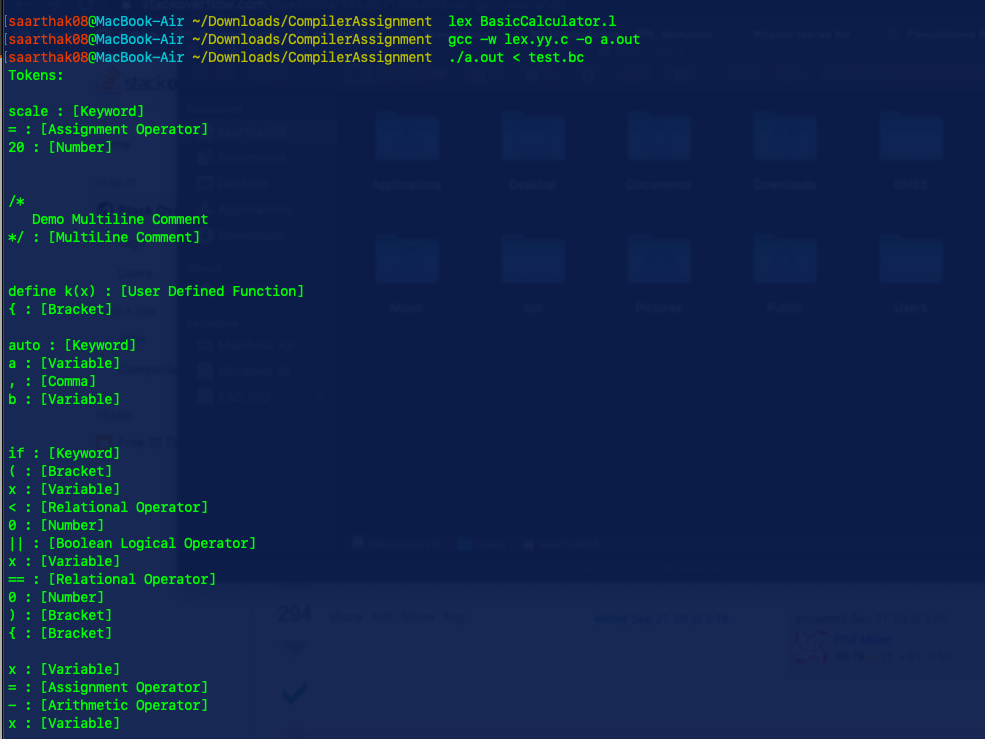 [saarthak08@MacBook-Air ~/Downloads/CompilerAssignment lex BasicCalculator.l
[saarthak08@MacBook-Air ~/Downloads/CompilerAssignment gcc -w lex.yy.c -o a.out
[saarthak08@MacBook-Air ~/Downloads/CompilerAssignment ./a.out < test.bc
Tokens:
scale : [Keyword]
= : [Assignment Operator]
20 : [Number]
/*
Demo Multiline Comment
*/ : [MultiLine Comment]
define k(x) : [User Defined Function]
{ : [Bracket]
auto : [Keyword]
a : [Variable]
, : [Comma]
b : [Variable]
if : [Keyword]
( : [Bracket]
x : [Variable]
< : [Relational Operator]
0 : [Number]
|| : [Boolean Logical Operator]
x : [Variable]
== : [Relational Operator]
0 : [Number]
) : [Bracket]
{ : [Bracket]
x : [Variable]
= : [Assignment Operator]
- : [Arithmetic Operator]
x : [Variable]